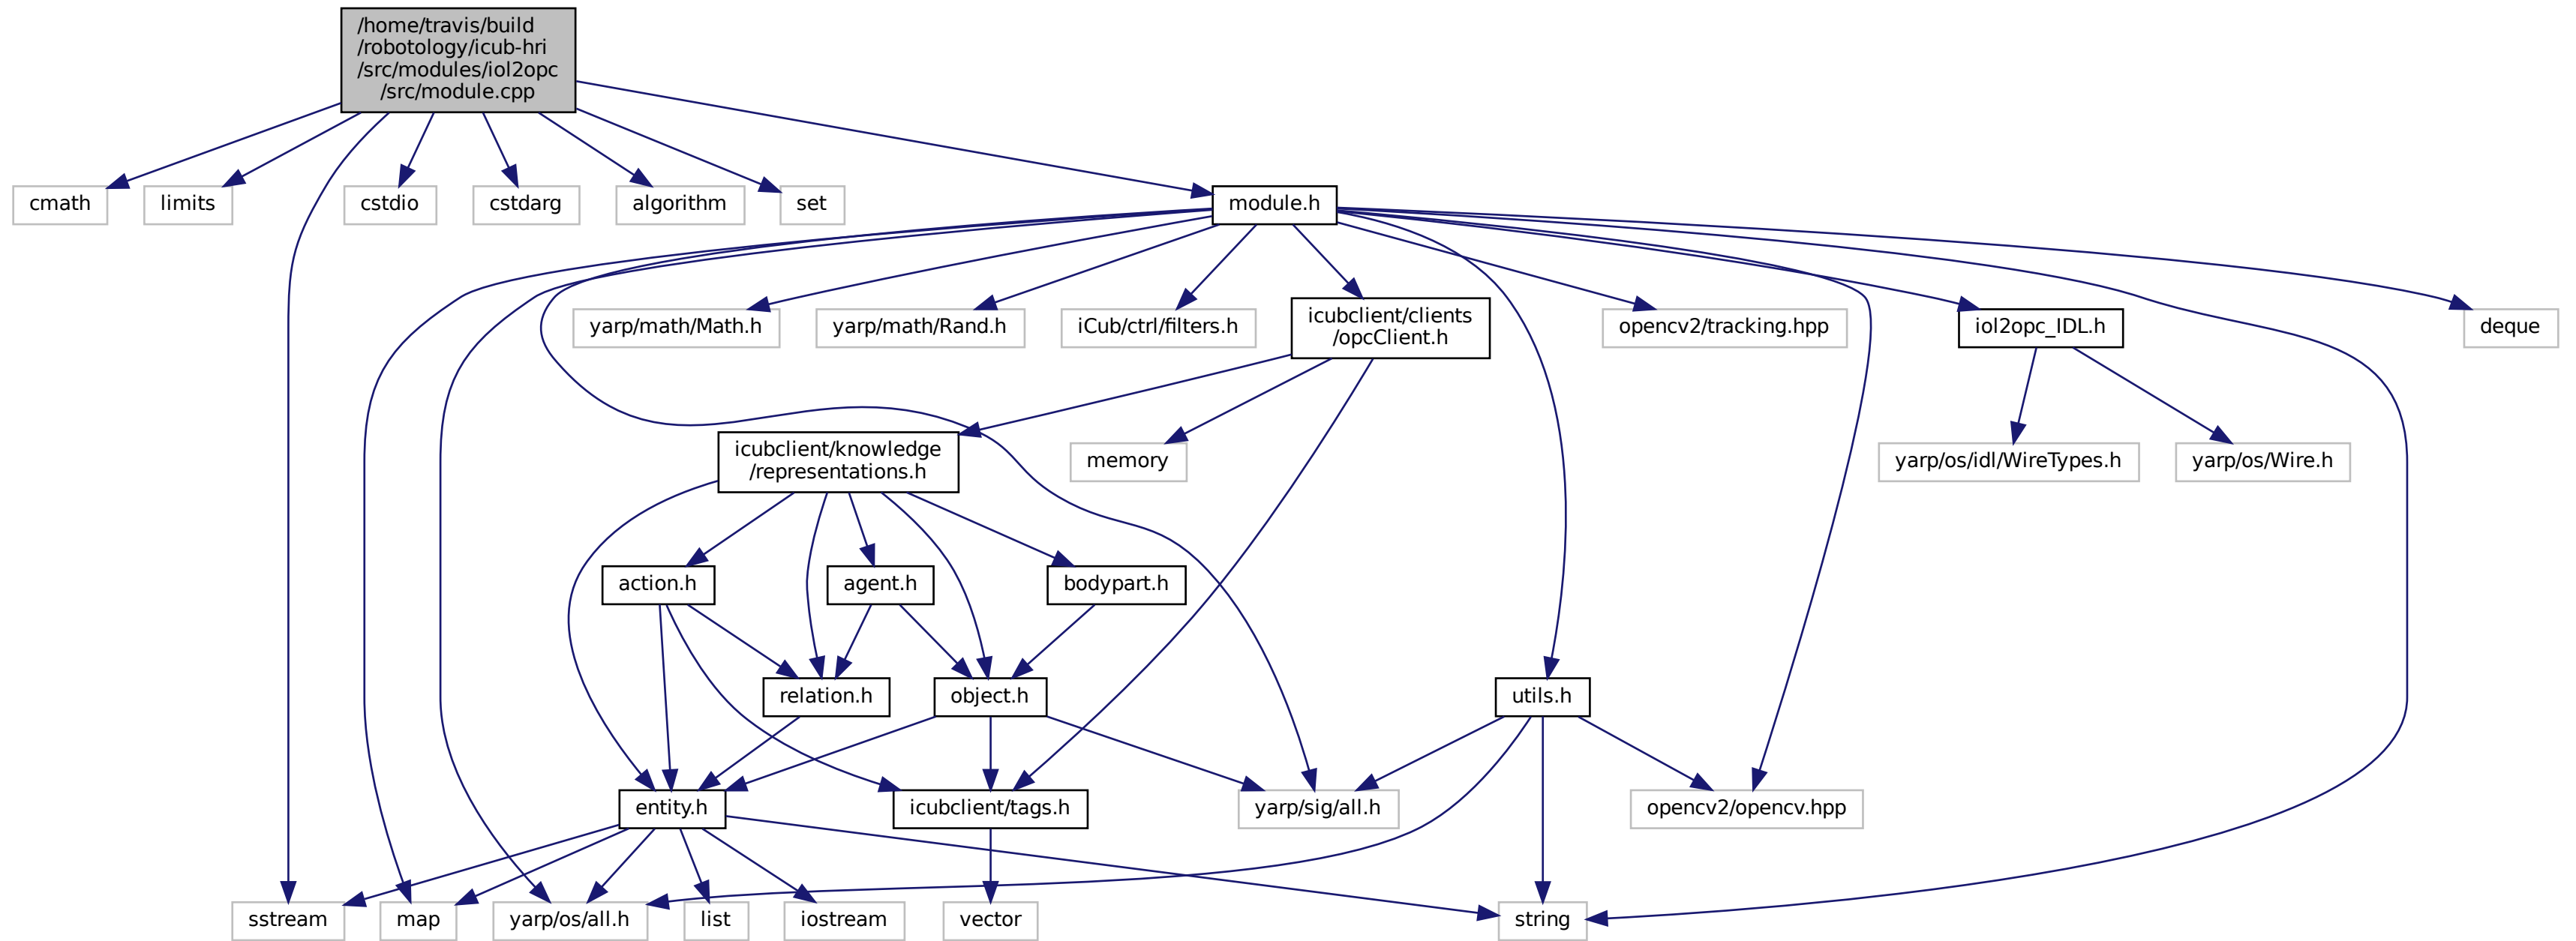 /home/travis/build
/robotology/icub-hri
/src/modules/iol2opc
/src/module.cpp
cmath
limits
cstdio
cstdarg
algorithm
set
module.h
yarp/math/Math.h
yarp/math/Rand.h
iCub/ctrl/filters.h
icubclient/clients
/opcClient.h
opencv2/tracking.hpp
iol2opc_IDL.h
deque
icubclient/knowledge
/representations.h
memory
yarp/os/idl/WireTypes.h
yarp/os/Wire.h
action.h
agent.h
bodypart.h
relation.h
object.h
utils.h
entity.h
icubclient/tags.h
yarp/sig/all.h
opencv2/opencv.hpp
sstream
map
yarp/os/all.h
list
iostream
vector
string